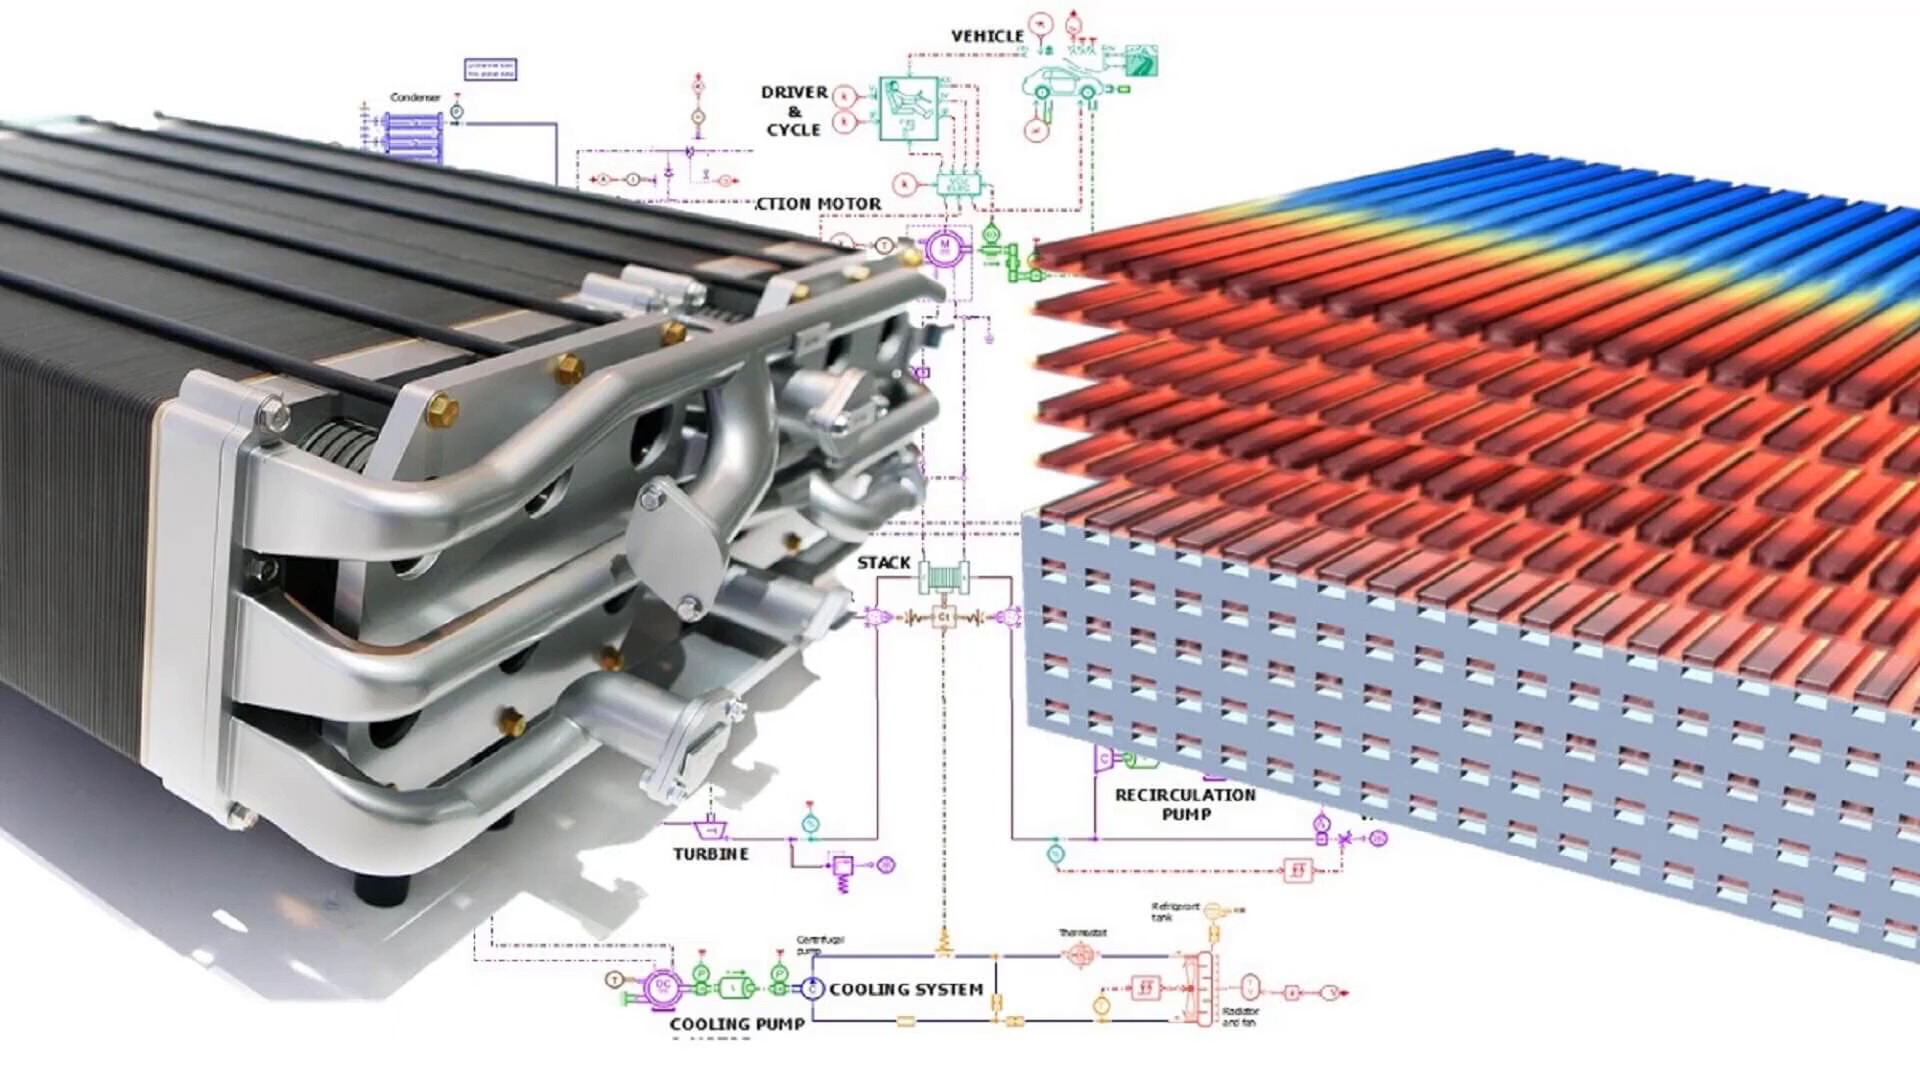 VEHICLE
Condenser
DRIVER
&
CYCLE
CTION MOTOR
M
STACK
RECIRCULATION
PUMP
TURBINE
Refrigerant
tank
Centrifugal
pump
Thermostat
DC
COOLING SYSTEM
COOLING PUMP
Radiator
and fan